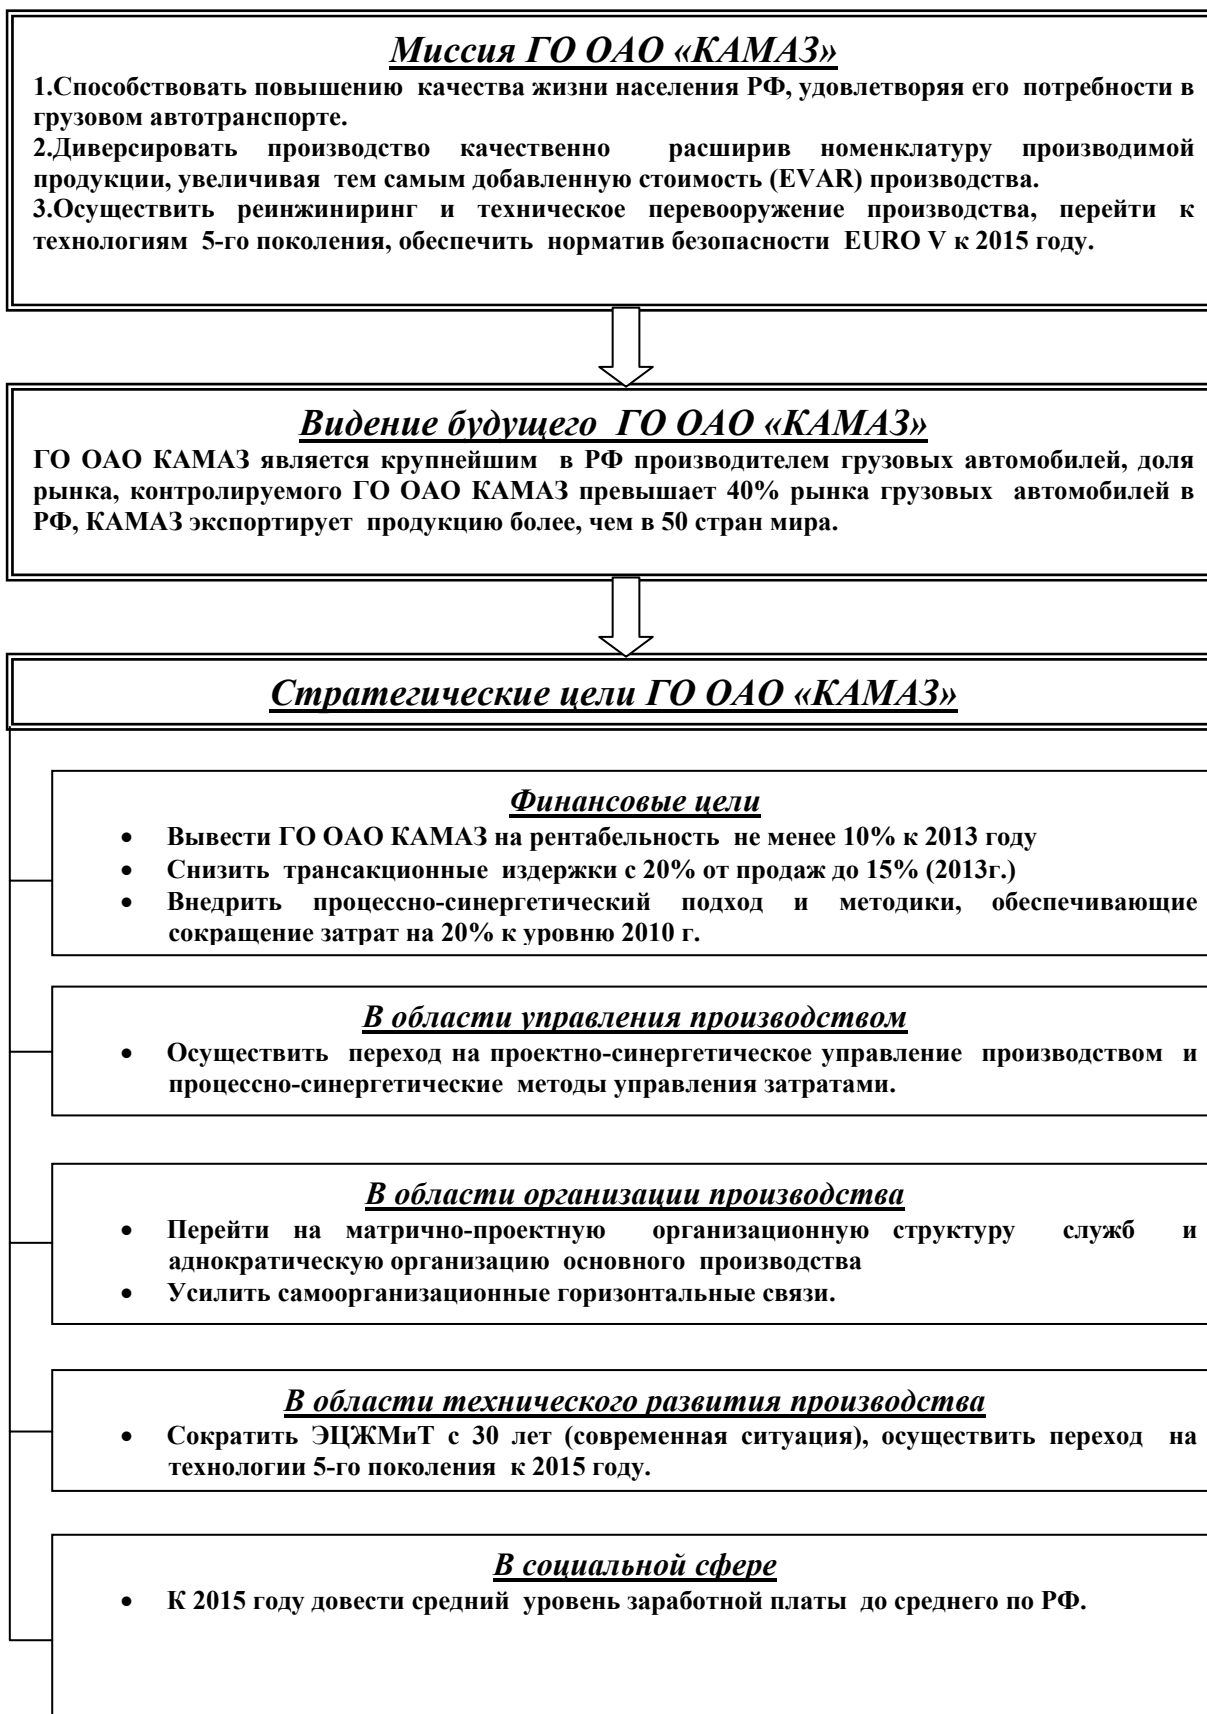 Миссия ГО ОАО «КАМАЗ»
1.Способствовать повышению качества жизни населения РФ, удовлетворяя его потребности в
грузовом автотранспорте.
2.Диверсировать производство качественно расширив номенклатуру производимой
продукции, увеличивая тем самым добавленную стоимость (EVAR) производства.
3.Осуществить реинжиниринг и техническое перевооружение производства, перейти к
технологиям 5-го поколения, обеспечить норматив безопасности EURO V к 2015 году.
Видение будущего ГО ОАО «КАМАЗ»
ГО ОАО КАМАЗ является крупнейшим в РФ производителем грузовых автомобилей, доля
рынка, контролируемого ГО ОАО КАМАЗ превышает 40% рынка грузовых автомобилей в
РФ, КАМАЗ экспортирует продукцию более, чем в 50 стран мира.
Стратегические цели ГО ОАО «КАМАЗ»
Финансовые цели
• Вывести ГО ОАО КАМАЗ на рентабельность не менее 10% к 2013 году
• Снизить трансакционные издержки с 20% от продаж до 15% (2013г.)
• Внедрить процессно-синергетический подход и методики, обеспечивающие
сокращение затрат на 20% к уровню 2010 г.
В области управления производством
• Осуществить переход на проектно-синергетическое управление производством и
процессно-синергетические методы управления затратами.
В области организации производства
• Перейти на матрично-проектную организационную структуру служб и
аднократическую организацию основного производства
• Усилить самоорганизационные горизонтальные связи.
В области технического развития производства
• Сократить ЭЦЖМиТ с 30 лет (современная ситуация), осуществить переход на
технологии 5-го поколения к 2015 году.
В социальной сфере
• К 2015 году довести средний уровень заработной платы до среднего по РФ.